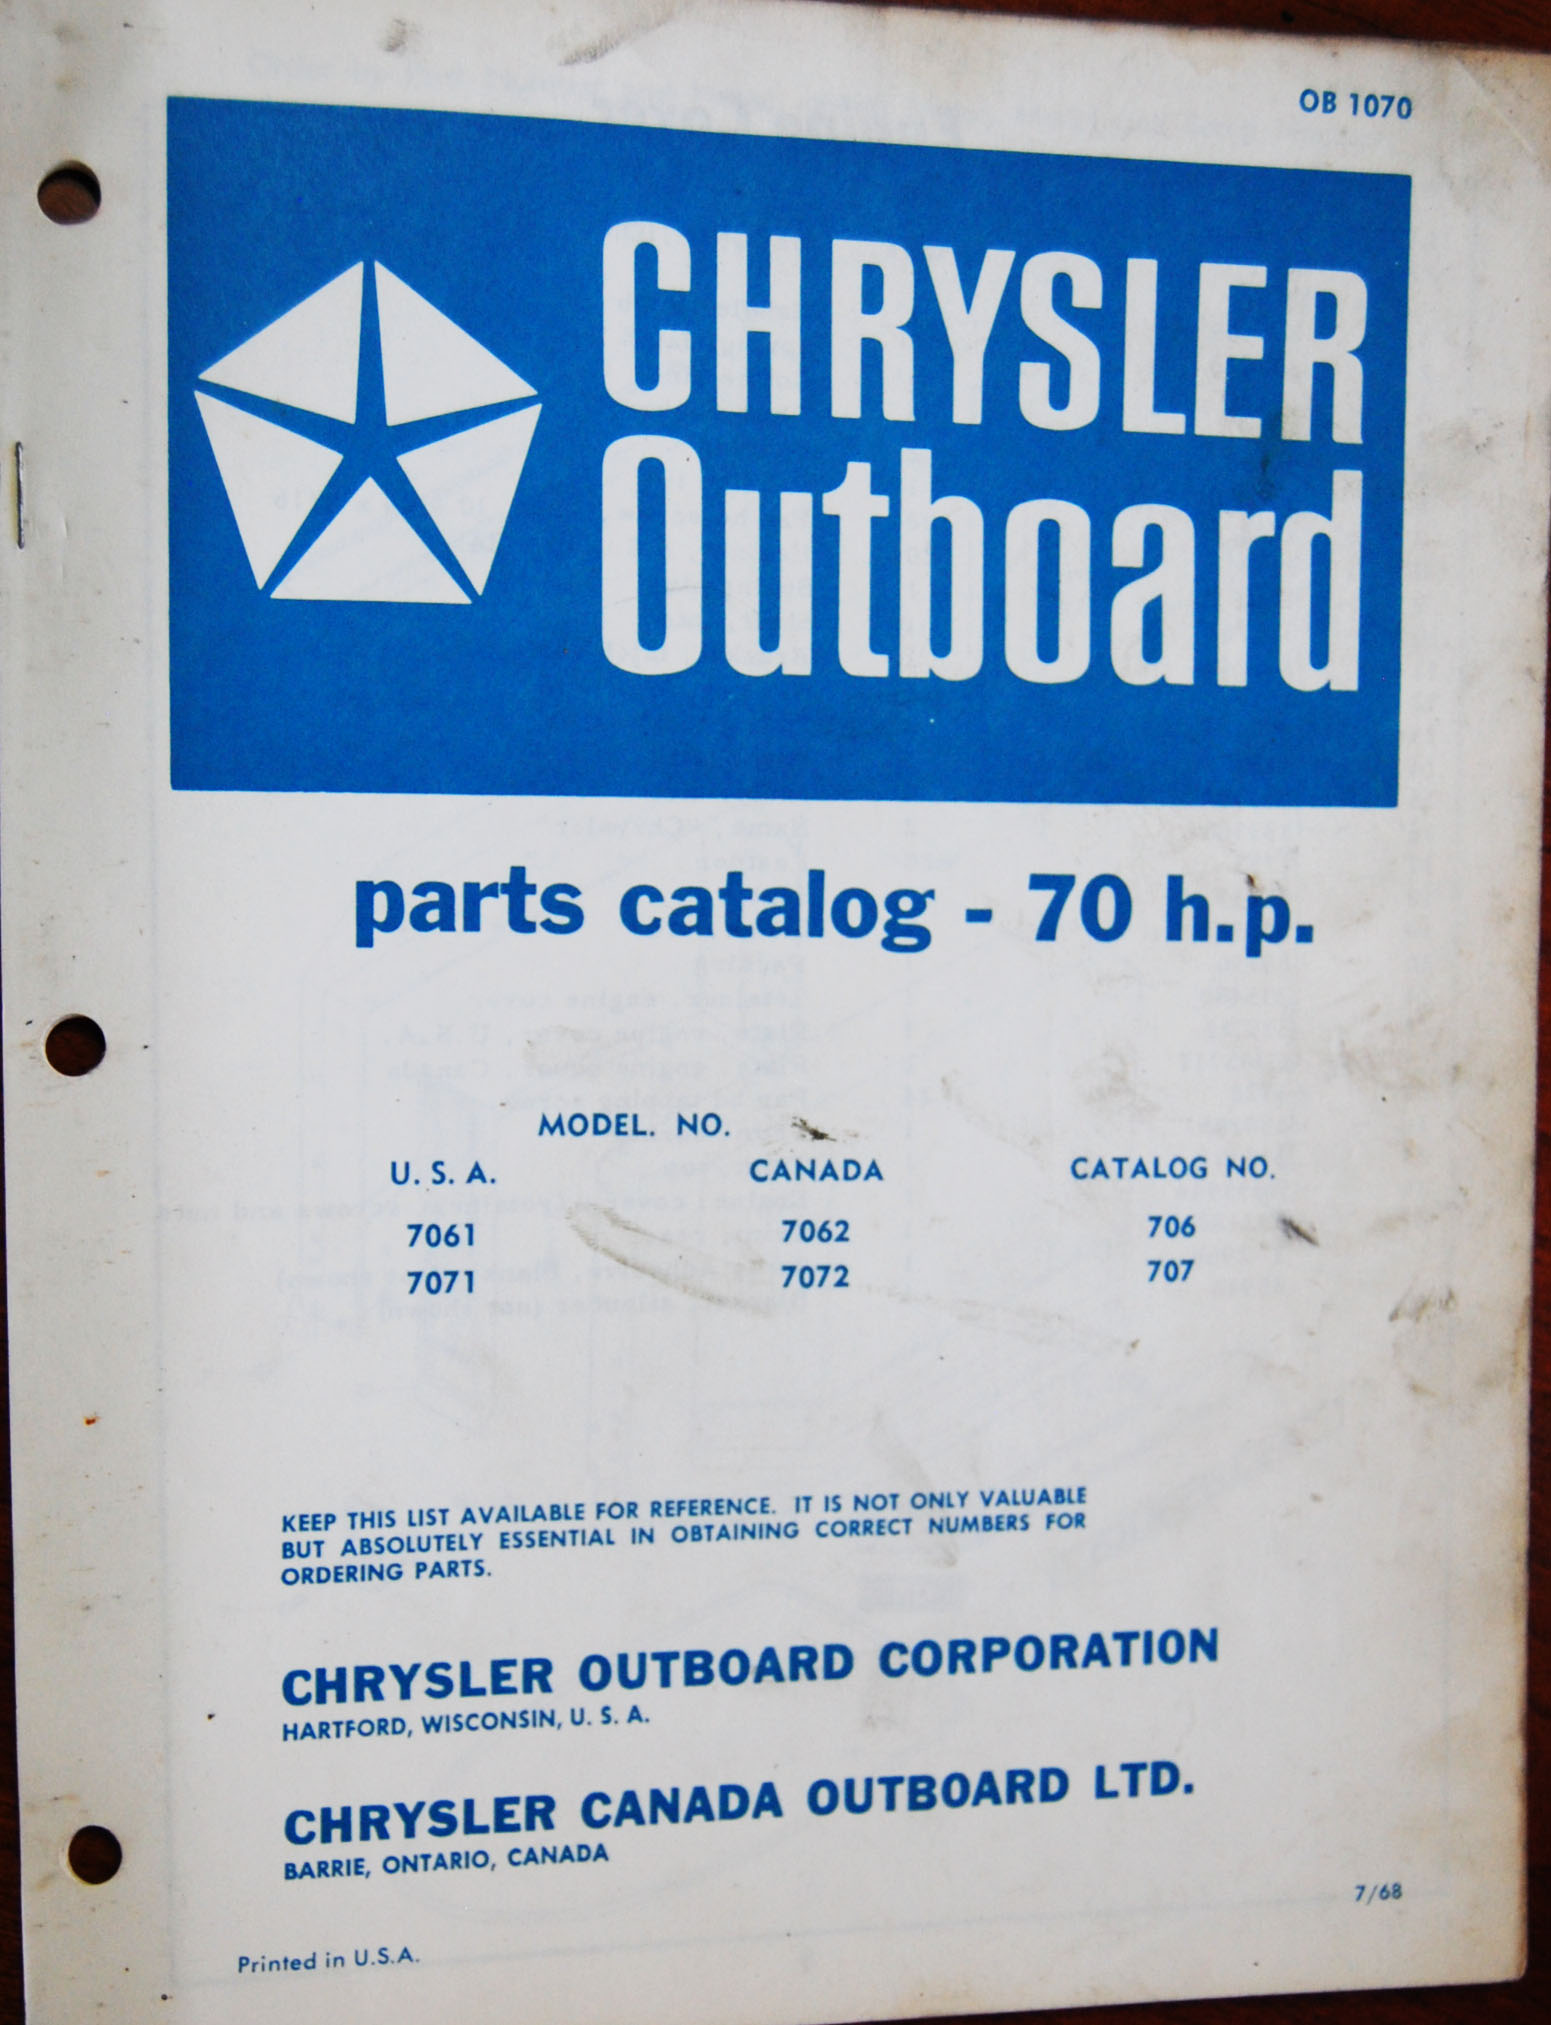 OB 1070
CHRYSLER
Outboard
parts catalog - 70 h.p.
MODEL. NO.
U. S. A. CANADA CATALOG NO.
7061 7062 706
7071 7072 707
KEEP THIS LIST AVAILABLE FOR REFERENCE. IT IS NOT ONLY VALUABLE
BUT ABSOLUTELY ESSENTIAL IN OBTAINING CORRECT NUMBERS FOR
ORDERING PARTS.
CHRYSLER OUTBOARD CORPORATION
HARTFORD, WISCONSIN, U. S. A.
CHRYSLER CANADA OUTBOARD LTD.
BARRIE, ONTARIO, CANADA
7/68
Printed in U.S.A.